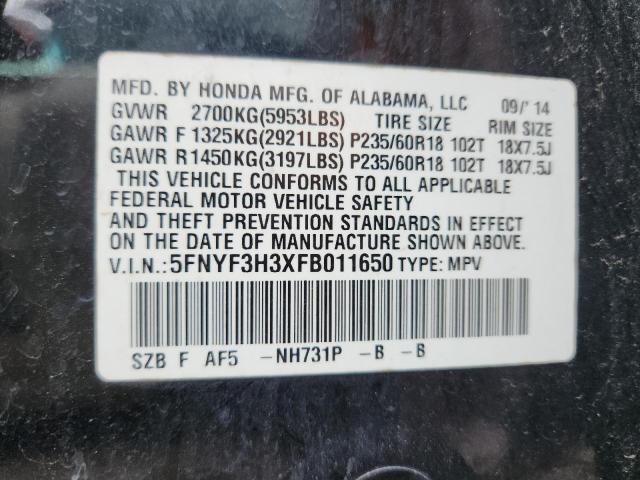 MFD. BY HONDA MFG. OF ALABAMA, LLC 09/'14
GVWR 2700KG(5953LBS) TIRE SIZE RIM SIZE
GAWR F 1325KG(2921LBS) P235/60R18 102T 18X7.5J
GAWR R1450KG(3197LBS) P235/60R18 102T 18X7.5J
THIS VEHICLE CONFORMS TO ALL APPLICABLE
FEDERAL MOTOR VEHICLE SAFETY
AND THEFT PREVENTION STANDARDS IN EFFECT
ON THE DATE OF MANUFACTURE SHOWN ABOVE.
V.I.N.:5FNYF3H3XFB011650 TYPE: MPV
SZB F AF5 -NH731P -B -B